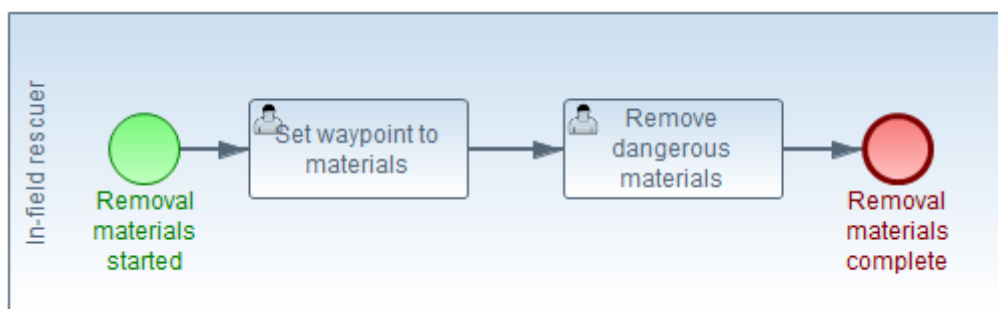 In-field rescuer
Removal
materials
started
Set waypoint to
materials
Remove
dangerous
materials
Removal
materials
complete